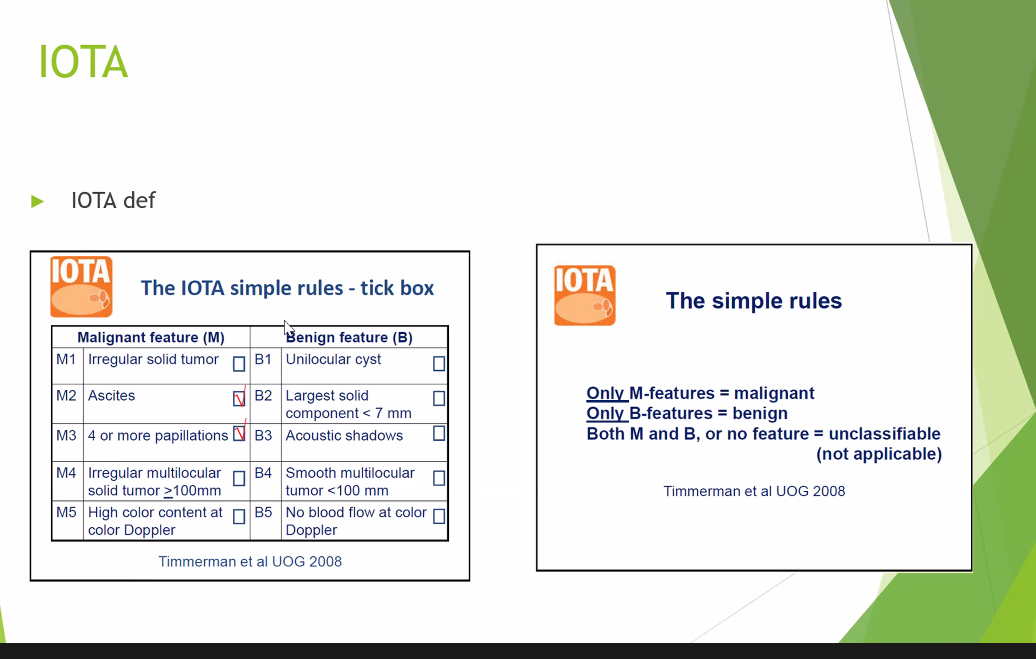 IOTA
IOTA def
IOTA
The IOTA simple rules - tick box
Malignant feature (M) Benign feature (B)
M1 Irregular solid tumor B1 Unilocular cyst
M2 Ascites B2 Largest solid
component < 7 mm
M3 4 or more papillations B3 Acoustic shadows
M4 Irregular multilocular
solid tumor ≥100mm
B4 Smooth multilocular
tumor <100 mm
M5 High color content at
color Doppler
B5 No blood flow at color
Doppler
Timmerman et al UOG 2008
IOTA
The simple rules
Only M-features = malignant
Only B-features = benign
Both M and B, or no feature = unclassifiable
(not applicable)
Timmerman et al UOG 2008